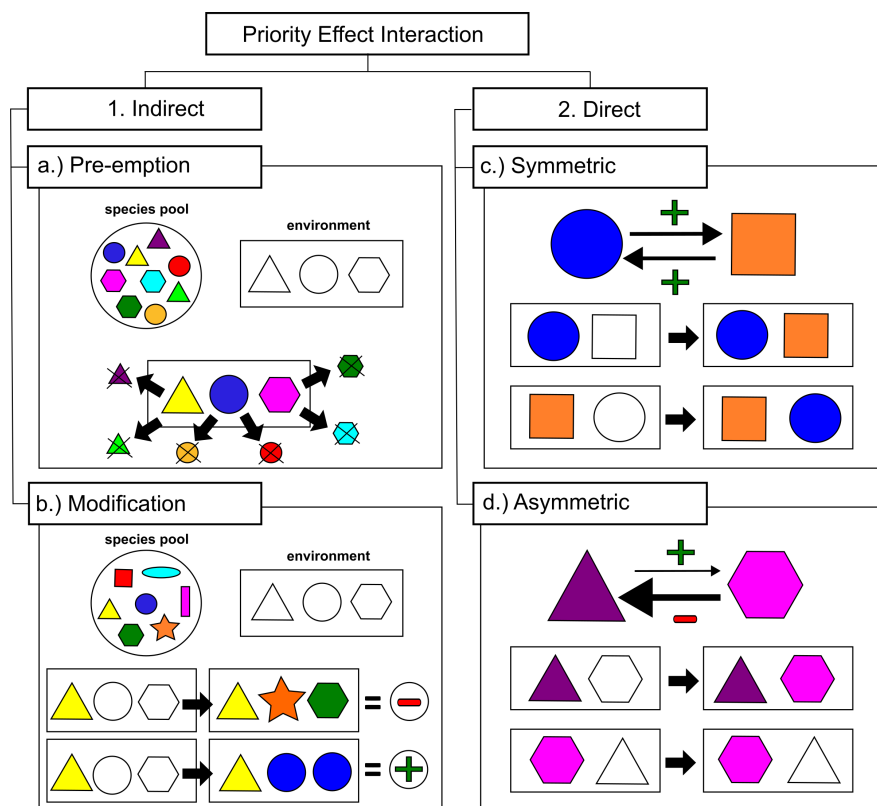 Priority Effect Interaction
1. Indirect
2. Direct
a.) Pre-emption
c.) Symmetric
species pool
environment
b.) Modification
d.) Asymmetric
species pool
environment